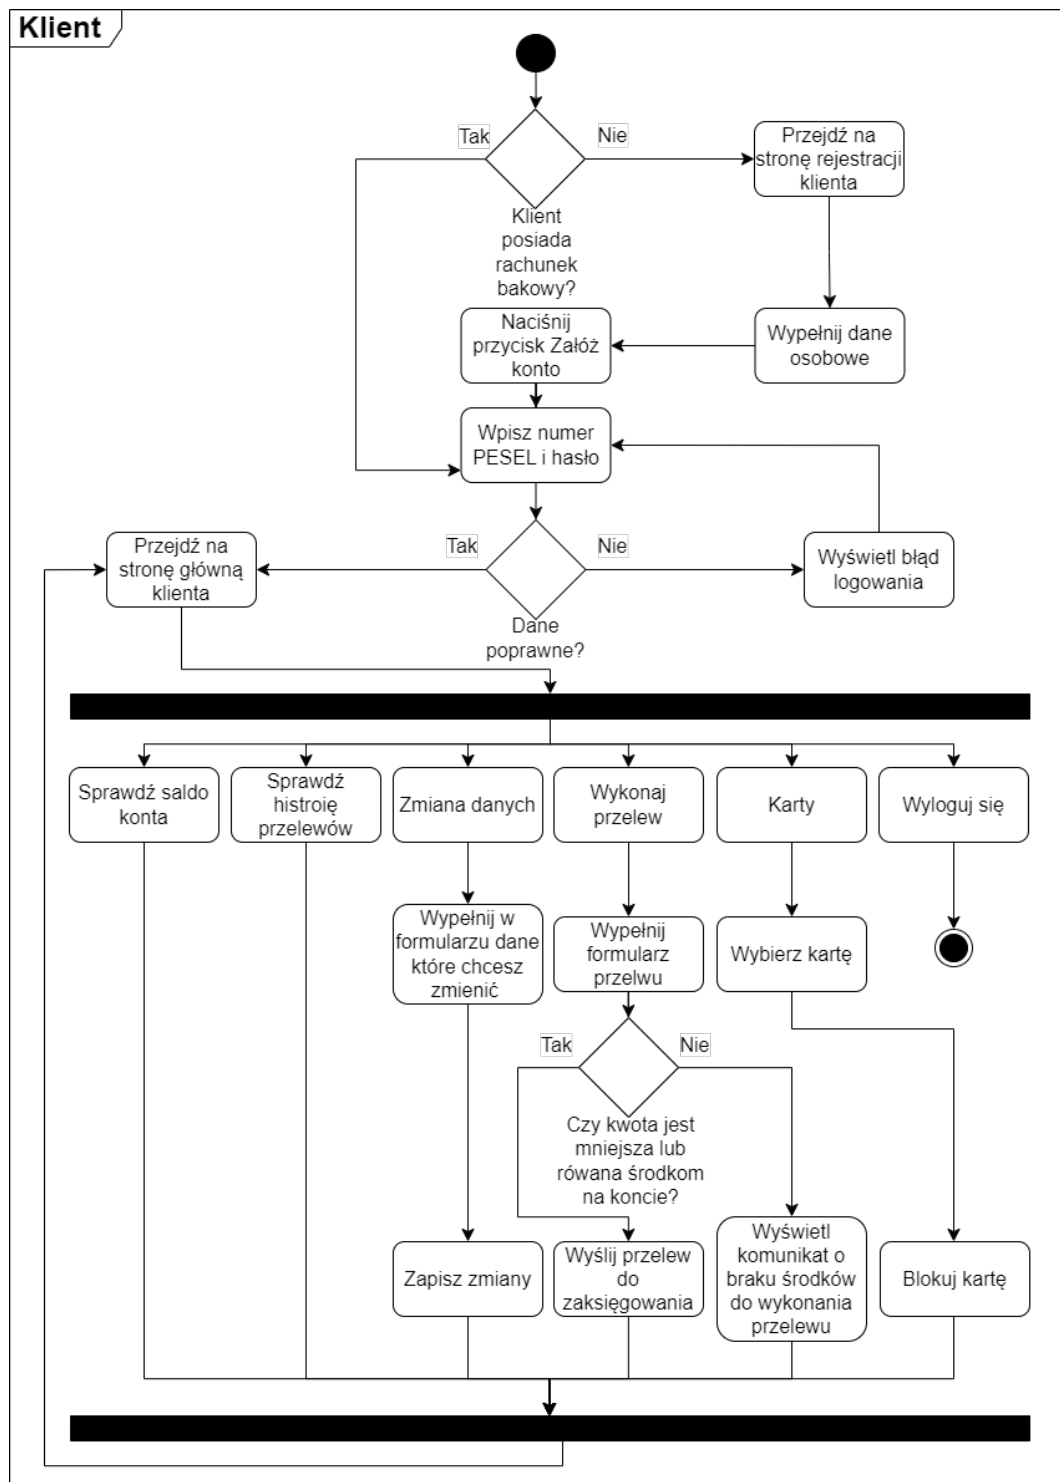 Klient
Tak
Nie
Przejdź na
stronę rejestracji
klienta
Klient
posiada
rachunek
bakowy?
Naciśnij
przycisk Załóż
konto
Wypełnij dane
osobowe
Wpisz numer
PESEL i hasło
Przejdź na
stronę główną
klienta
Tak
Nie
Wyświetl błąd
logowania
Dane
poprawne?
Sprawdź saldo
konta
Sprawdź
histroię
przelewów
Zmiana danych
Wykonaj
przelew
Karty
Wyloguj się
Wypełnij w
formularzu dane
które chcesz
zmienić
Wypełnij
formularz
przelwu
Wybierz kartę
Tak
Nie
Czy kwota jest
mniejsza lub
rówana środkom
na koncie?
Zapisz zmiany
Wyślij przelew
do
zaksięgowania
Wyświetl
komunikat o
braku środków
do wykonania
przelewu
Blokuj kartę